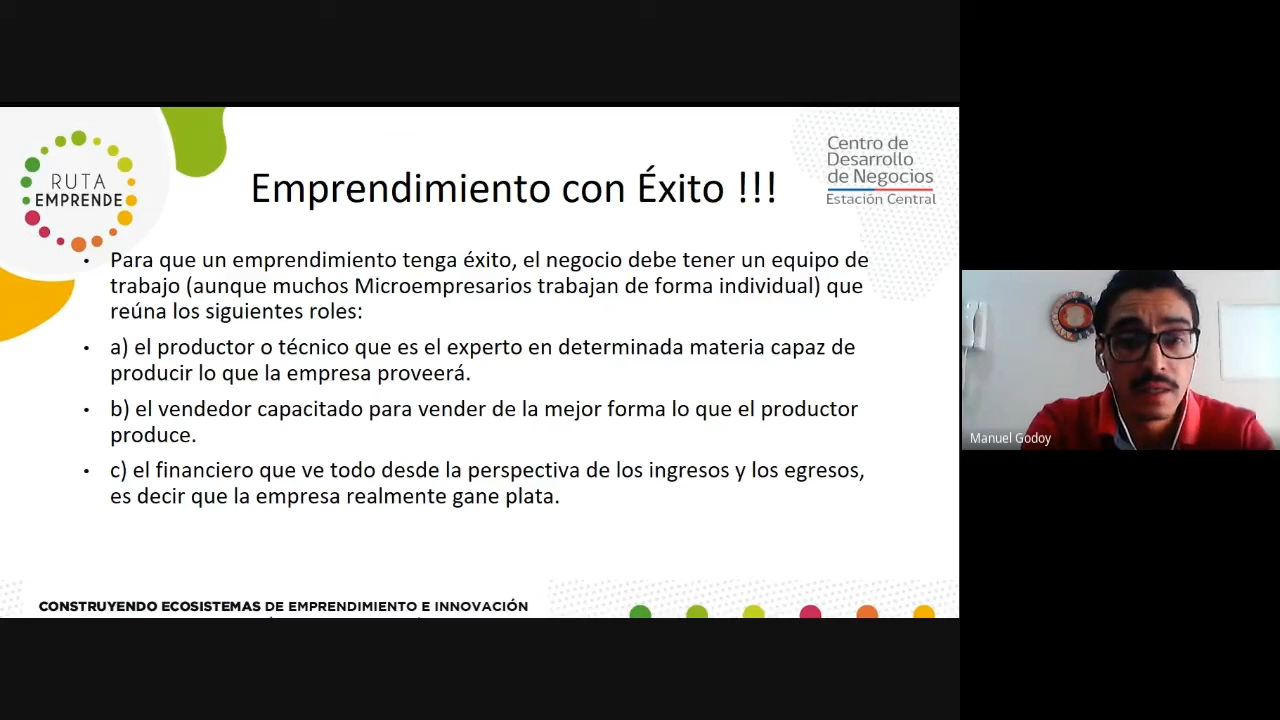 RUTA
EMPRENDE
Emprendimiento con Éxito !!!
Centro de
Desarrollo
de Negocios
Estación Central
• Para que un emprendimiento tenga éxito, el negocio debe tener un equipo de
trabajo (aunque muchos Microempresarios trabajan de forma individual) que
reúna los siguientes roles:
• a) el productor o técnico que es el experto en determinada materia capaz de
producir lo que la empresa proveerá.
• b) el vendedor capacitado para vender de la mejor forma lo que el productor
produce.
• c) el financiero que ve todo desde la perspectiva de los ingresos y los egresos,
es decir que la empresa realmente gane plata.
CONSTRUYENDO ECOSISTEMAS DE EMPRENDIMIENTO E INNOVACIÓN
Manuel Godoy